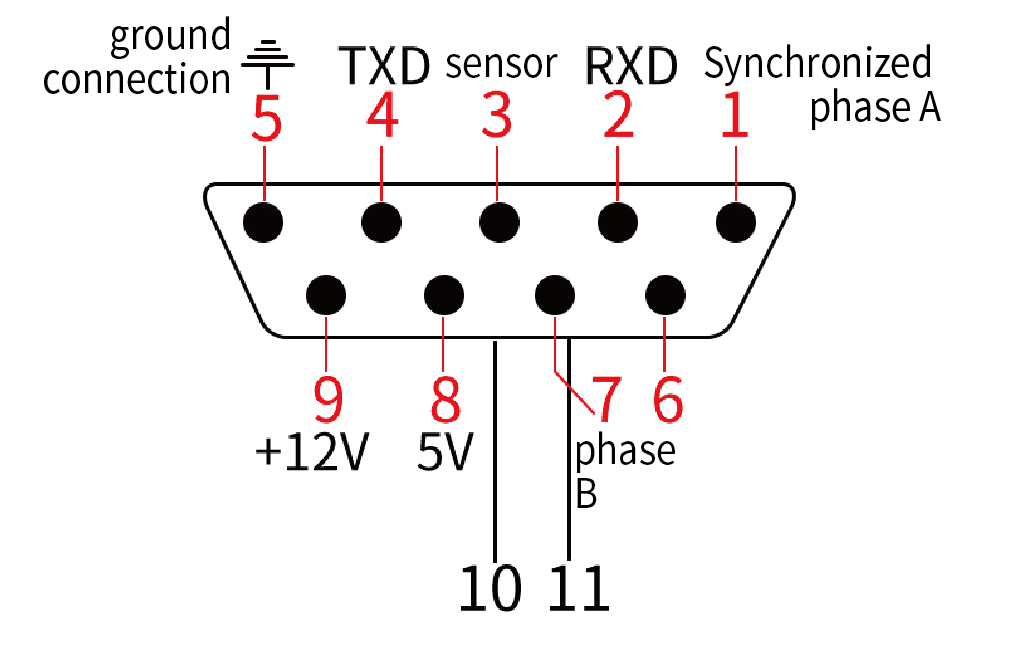 ground
connection
TXD
sensor
RXD
Synchronized
phase A
5
4
3
2
1
9
8
7
6
+12V
5V
phase
B
10
11